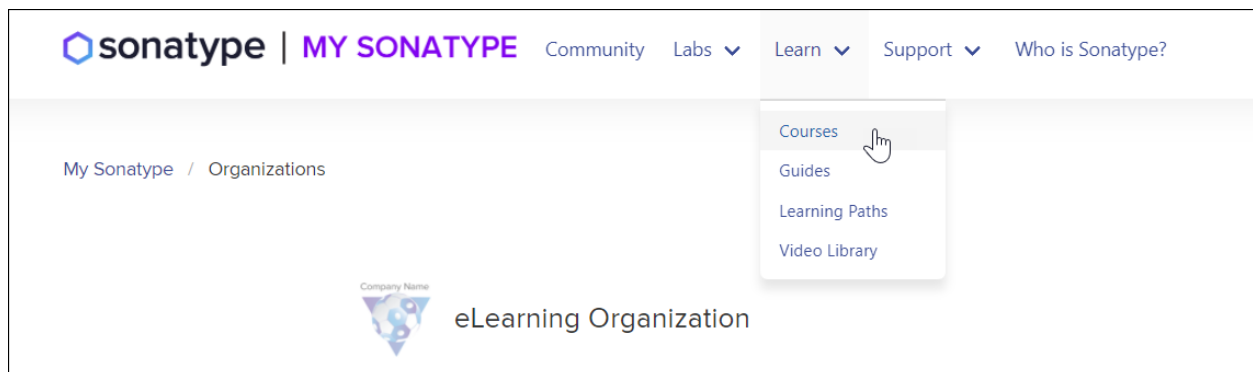 sonatype | MY SONATYPE Community Labs Learn Support Who is Sonatype?
Courses
My Sonatype / Organizations
Guides
Learning Paths
Video Library
Company Name
eLearning Organization